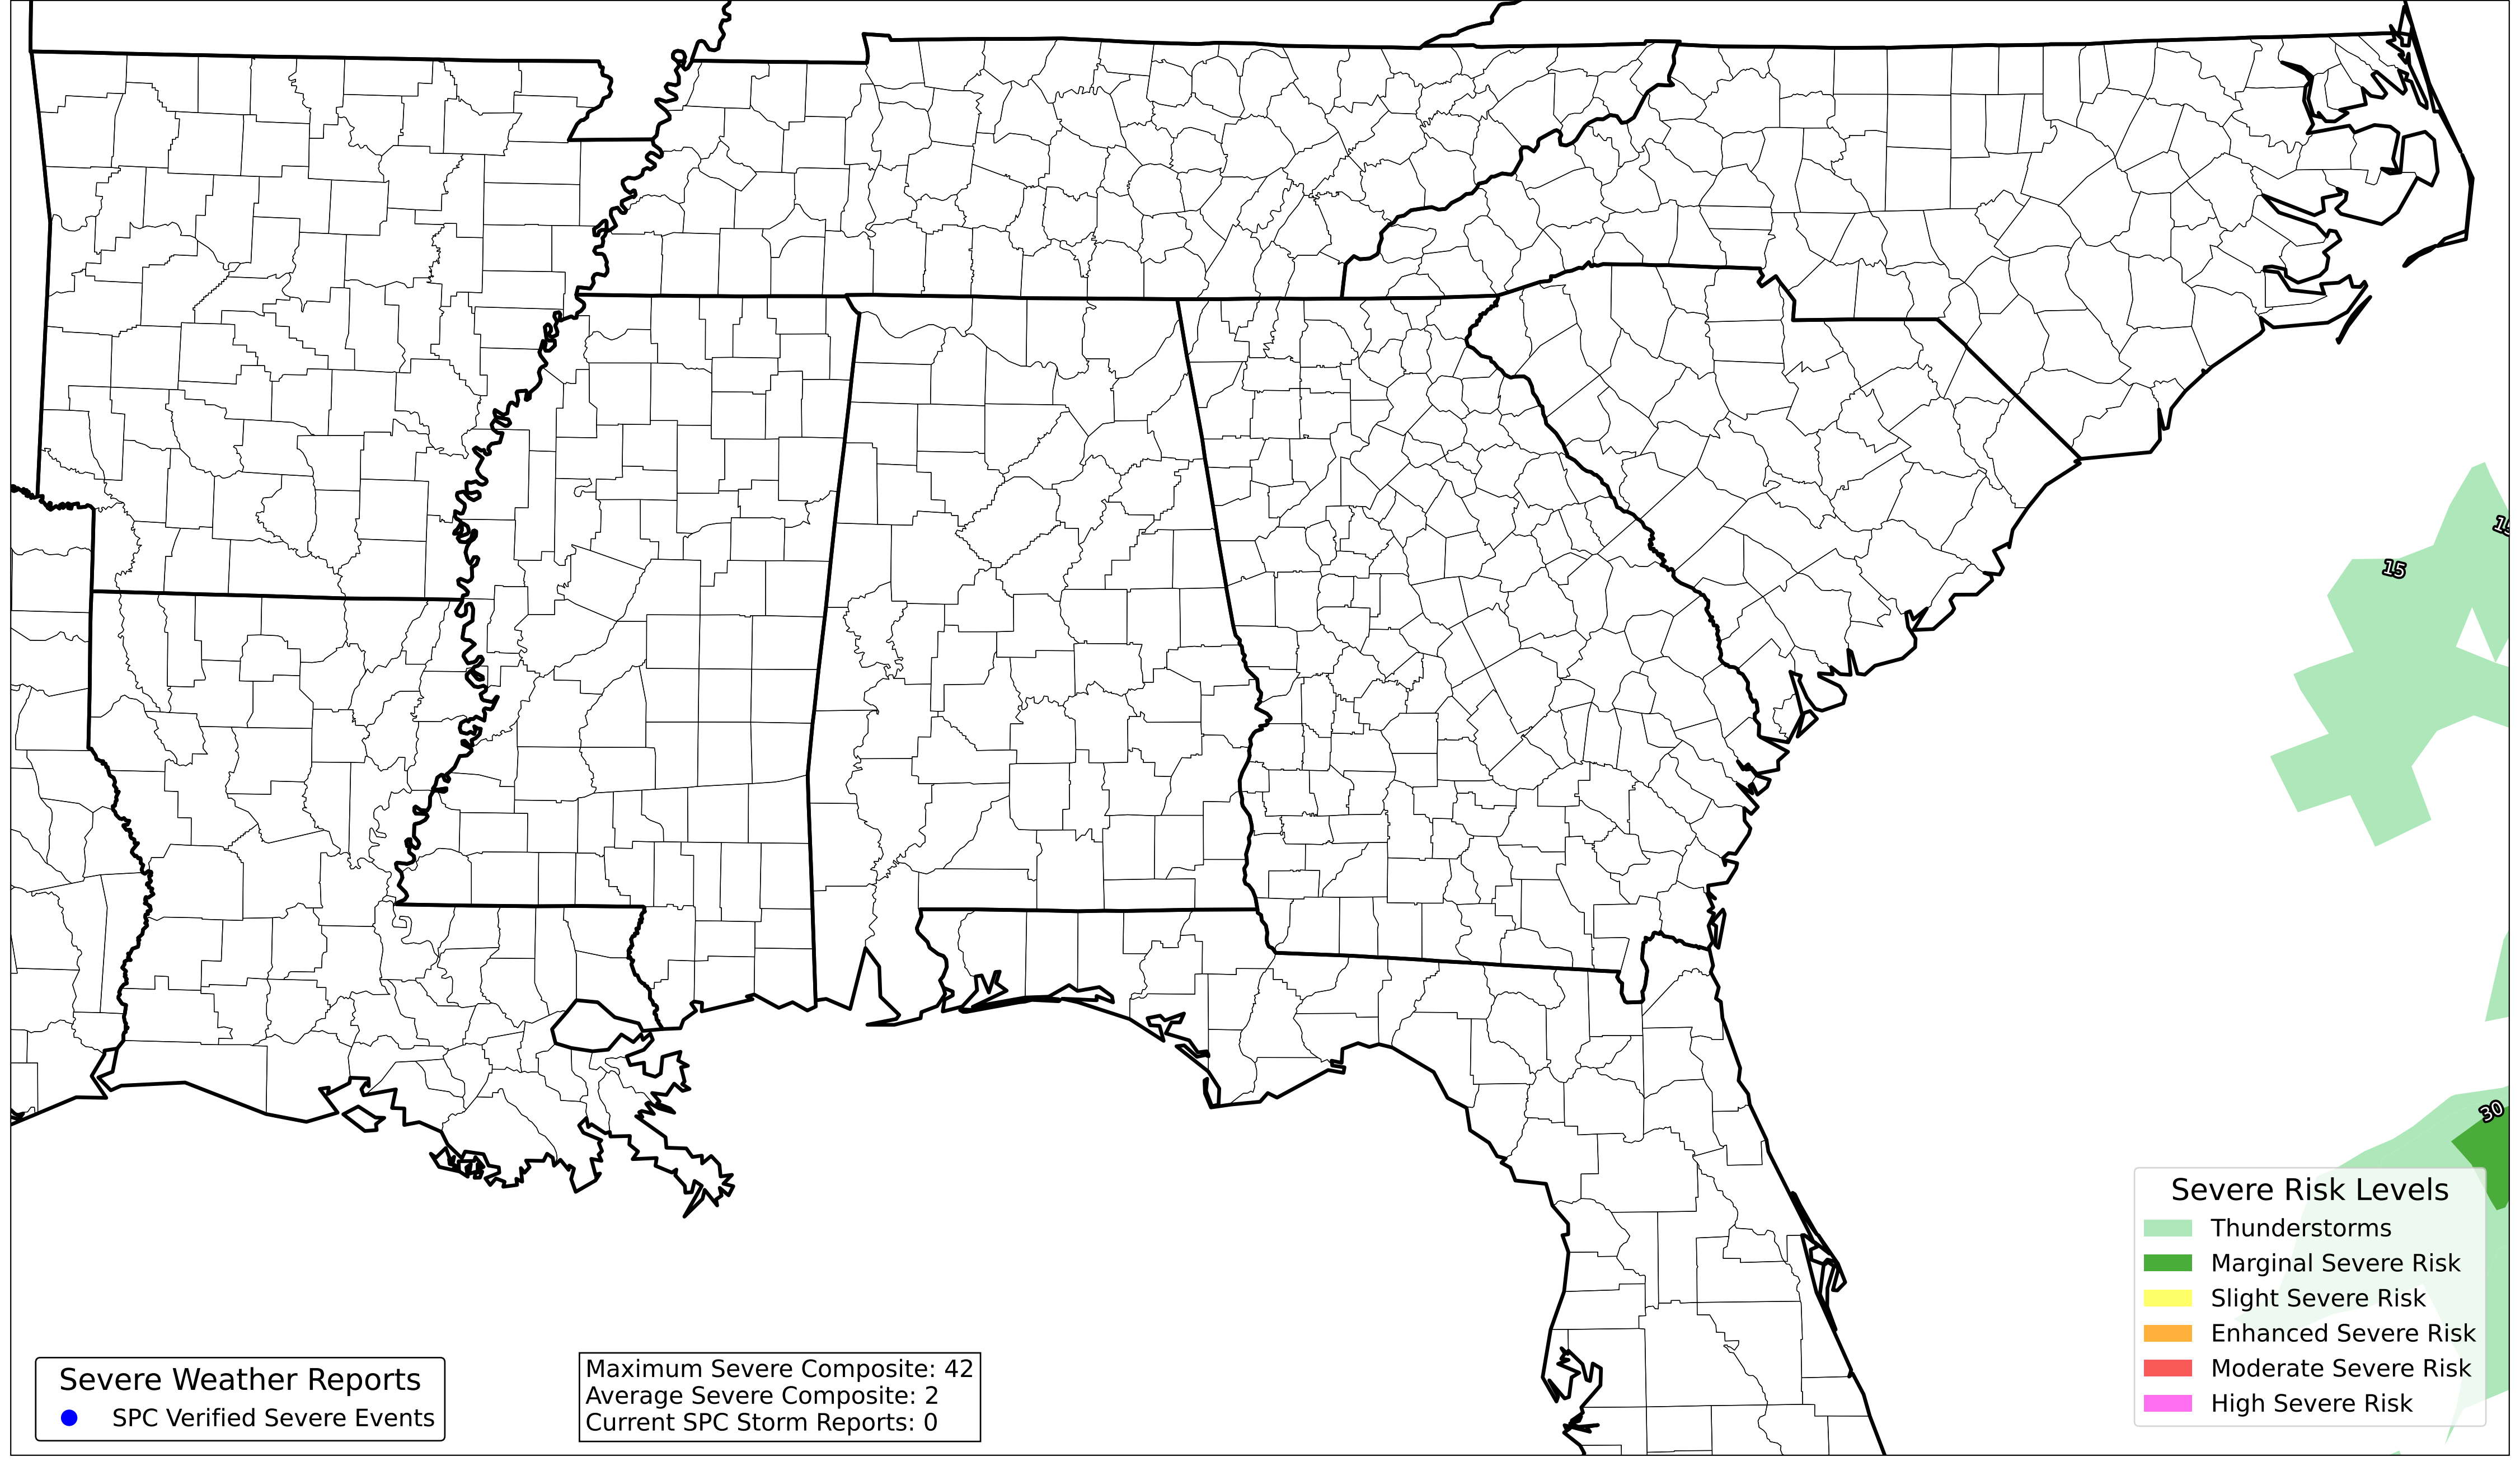 15
30
Severe Risk Levels
Thunderstorms
Marginal Severe Risk
Slight Severe Risk
Enhanced Severe Risk
Moderate Severe Risk
High Severe Risk
Severe Weather Reports
SPC Verified Severe Events
Maximum Severe Composite: 42
Average Severe Composite: 2
Current SPC Storm Reports: 0